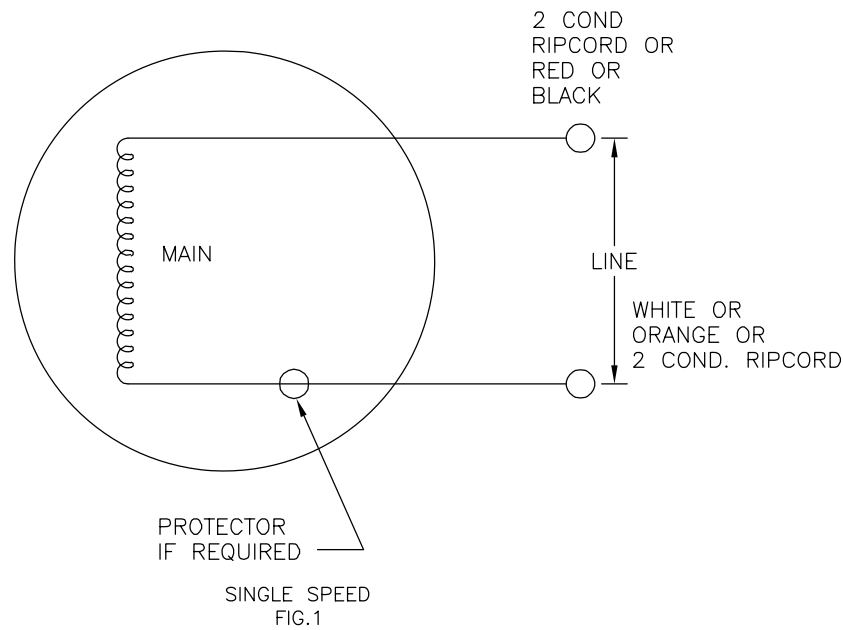 2 COND
RIPCORD OR
RED OR
BLACK
MAIN
LINE
WHITE OR
ORANGE OR
2 COND. RIPCORD
PROTECTOR
IF REQUIRED
SINGLE SPEED
FIG.1